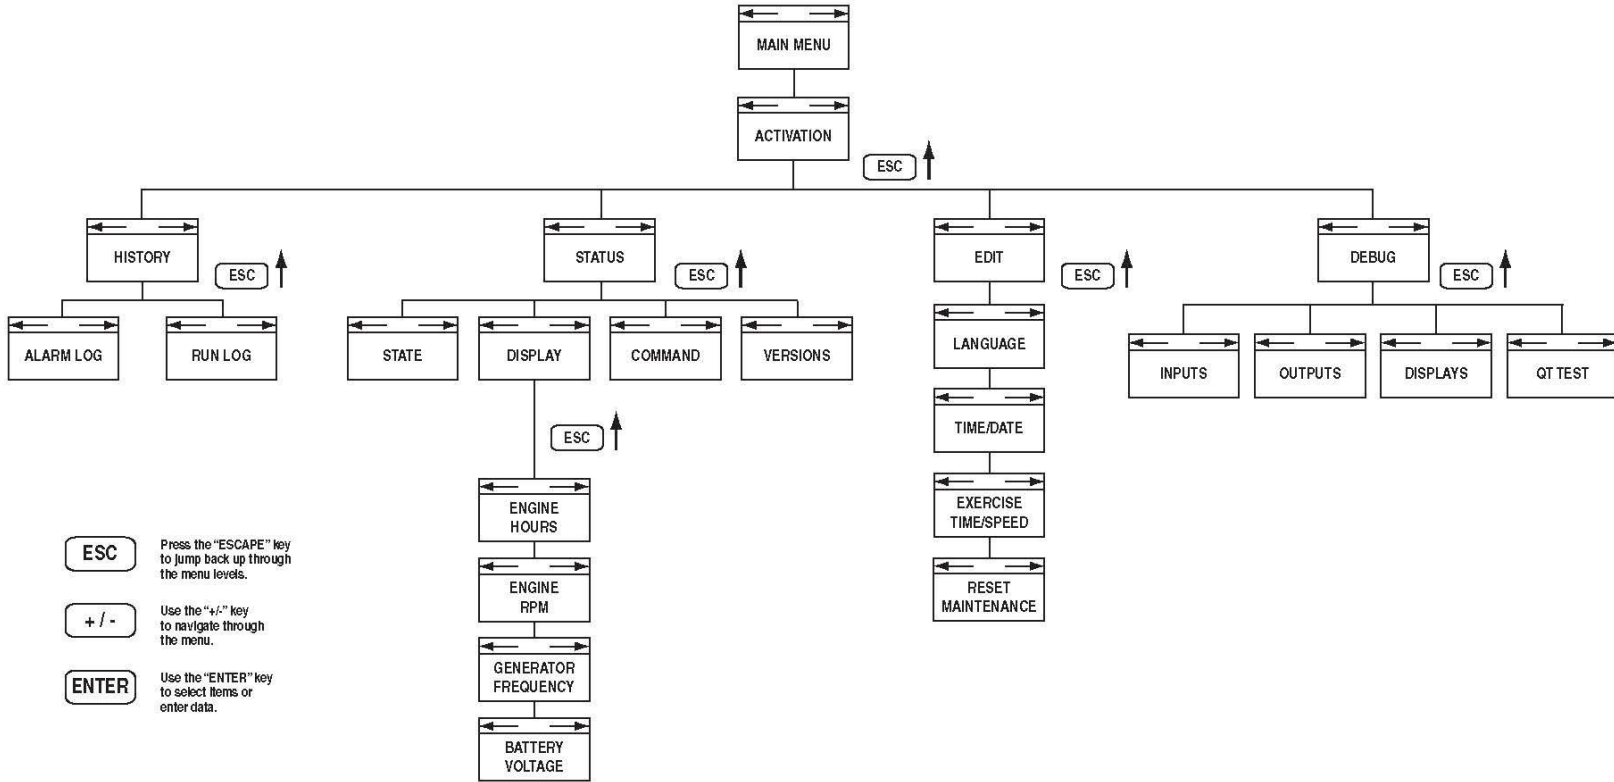 MAIN MENU
ACTIVATION
ESC
HISTORY
STATUS
EDIT
DEBUG
ESC
ESC
ESC
ESC
ALARM LOG
RUN LOG
STATE
DISPLAY
COMMAND
VERSIONS
LANGUAGE
INPUTS
OUTPUTS
DISPLAYS
QT TEST
TIME/DATE
ESC
EXERCISE
TIME/SPEED
RESET
MAINTENANCE
ENGINE
HOURS
ENGINE
RPM
GENERATOR
FREQUENCY
BATTERY
VOLTAGE
ESC
Press the “ESCAPE” key
to jump back up through
the menu levels.
+ / -
Use the “+/-” key
to navigate through
the menu.
ENTER
Use the “ENTER” key
to select items or
enter data.